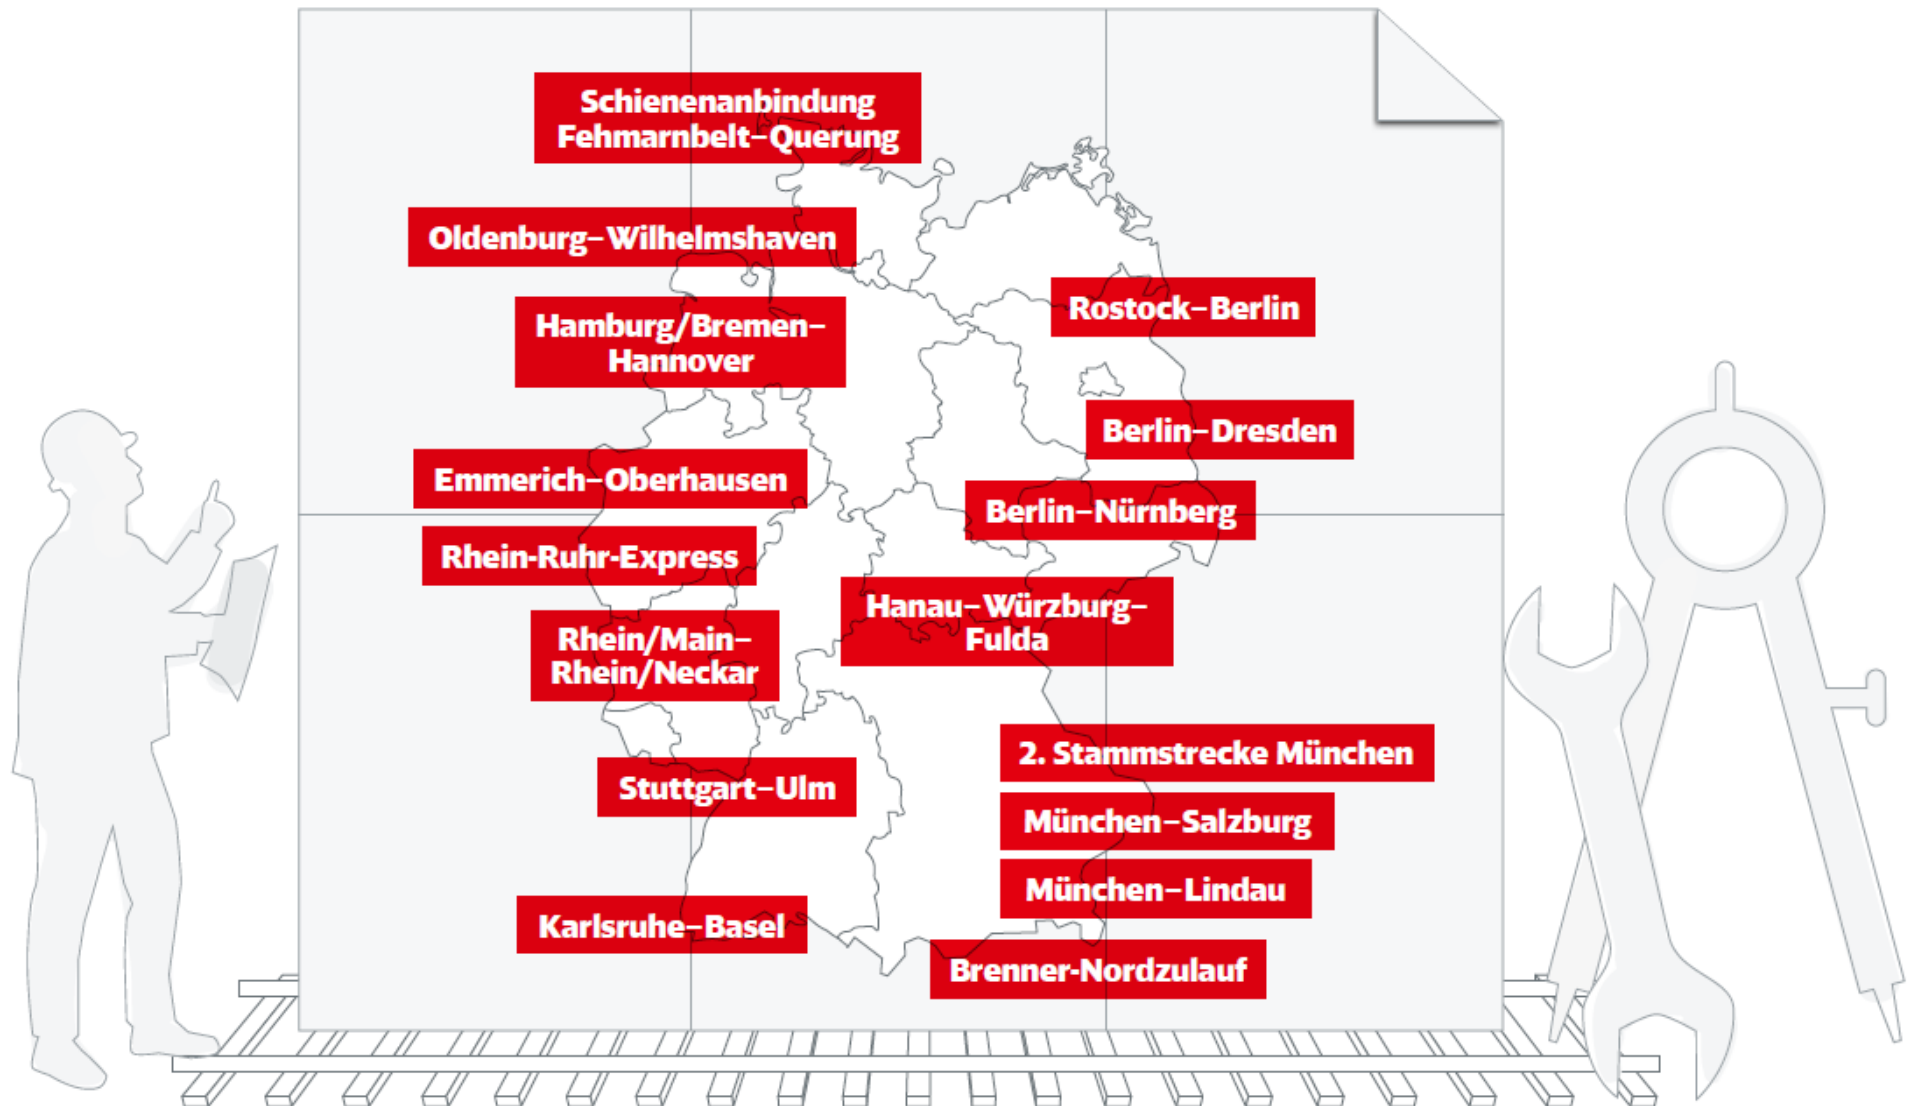 Schienenanbindung
Fehmarnbelt–Querung
Oldenburg–Wilhelmshaven
Rostock–Berlin
Hamburg/Bremen–
Hannover
Berlin–Dresden
Emmerich–Oberhausen
Berlin–Nürnberg
Rhein-Ruhr-Express
Hanau–Würzburg–
Fulda
Rhein/Main–
Rhein/Neckar
2. Stammstrecke München
Stuttgart–Ulm
München–Salzburg
München–Lindau
Karlsruhe–Basel
Brenner-Nordzulauf